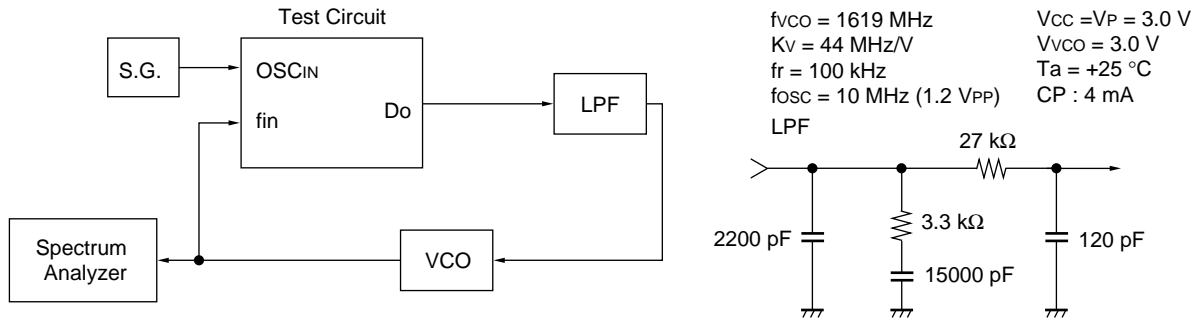 Test Circuit
S.G.
OSCIN
fin
Do
LPF
Spectrum
Analyzer
VCO
fVCO = 1619 MHz
KV = 44 MHz/V
fr = 100 kHz
fOSC = 10 MHz (1.2 VPP)
LPF
VCC =VP = 3.0 V
VVCO = 3.0 V
Ta = +25 °C
CP : 4 mA
27 kΩ
2200 pF
3.3 kΩ
15000 pF
120 pF